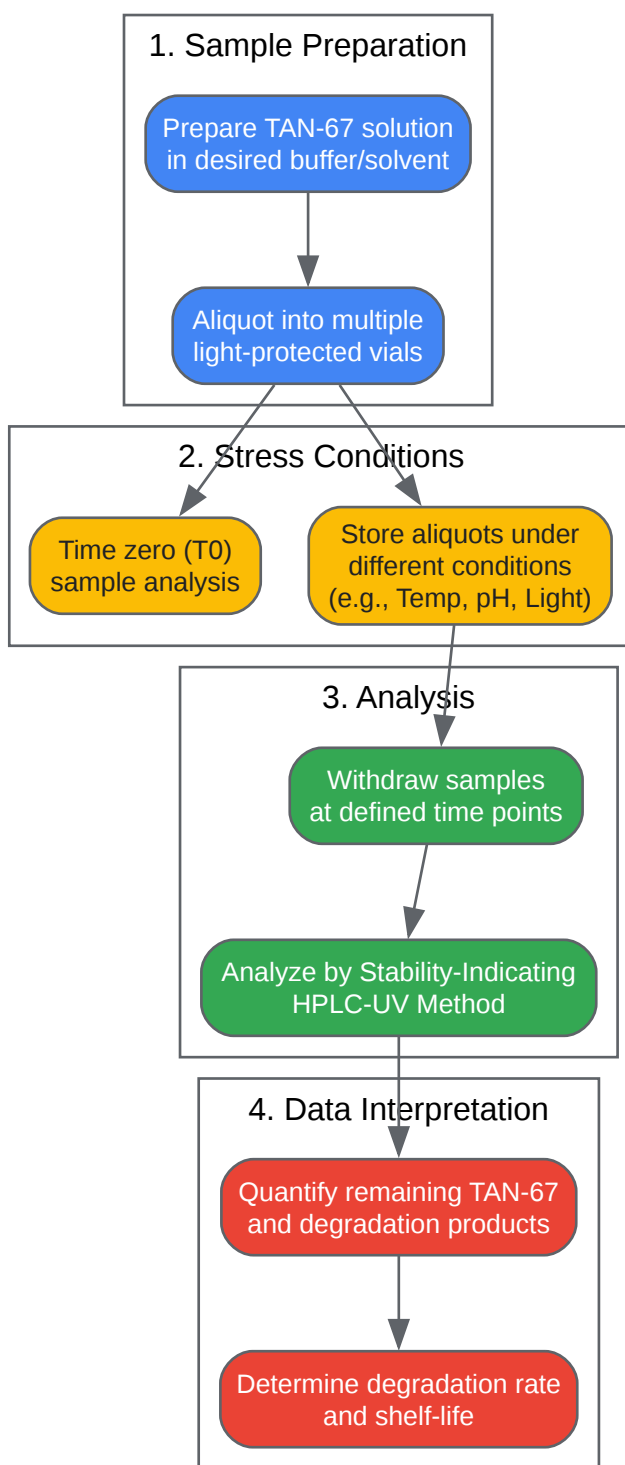 1. Sample Preparation
Prepare TAN-67 solution
in desired buffer/solvent
Aliquot into multiple
light-protected vials
2. Stress Conditions
Time zero (T0)
sample analysis
Store aliquots under
different conditions
(e.g., Temp, pH, Light)
3. Analysis
Withdraw samples
at defined time points
Analyze by Stability-Indicating
HPLC-UV Method
4. Data Interpretation
Quantify remaining TAN-67
and degradation products
Determine degradation rate
and shelf-life